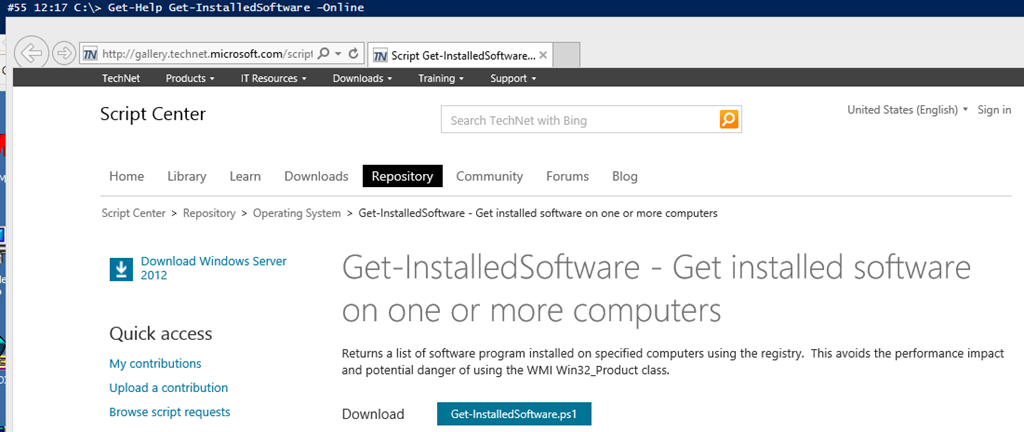 #55 12:17 C:\> Get-Help Get-InstalledSoftware –Online
TN http://gallery.technet.microsoft.com/script
TN Script Get-InstalledSoftware...
TechNet Products IT Resources Downloads Training Support
Script Center
Search TechNet with Bing
United States (English) Sign in
Home Library Learn Downloads Repository Community Forums Blog
Script Center > Repository > Operating System > Get-InstalledSoftware - Get installed software on one or more computers
Download Windows Server
2012
Get-InstalledSoftware - Get installed software
on one or more computers
Quick access
Returns a list of software program installed on specified computers using the registry. This avoids the performance impact
and potential danger of using the WMI Win32_Product class.
My contributions
Upload a contribution
Browse script requests
Download Get-InstalledSoftware.ps1